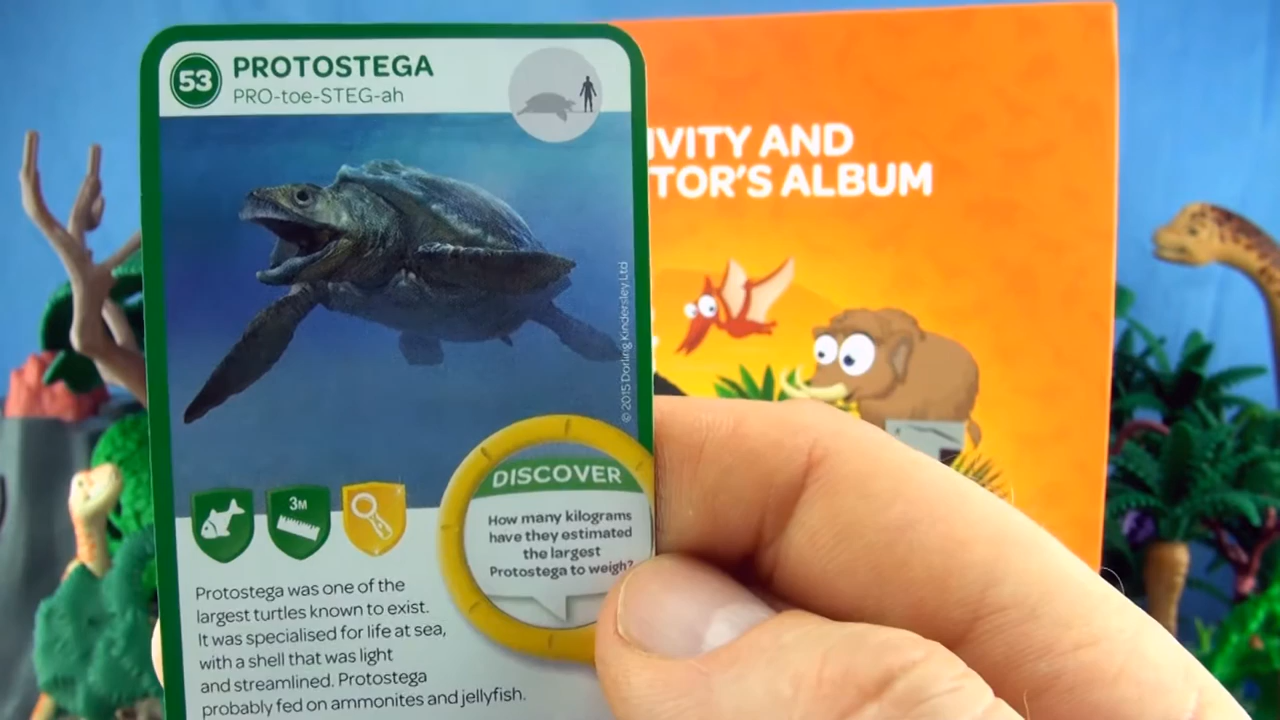 53
PROTOSTEGA
PRO-toe-STEG-ah
IVITY AND
TOR'S ALBUM
© 2015 Dorling Kindersley Ltd
3M
DISCOVER
How many kilograms
have they estimated
the largest
Protostega to weigh?
Protostega was one of the
largest turtles known to exist.
It was specialised for life at sea,
with a shell that was light
and streamlined. Protostega
probably fed on ammonites and jellyfish.